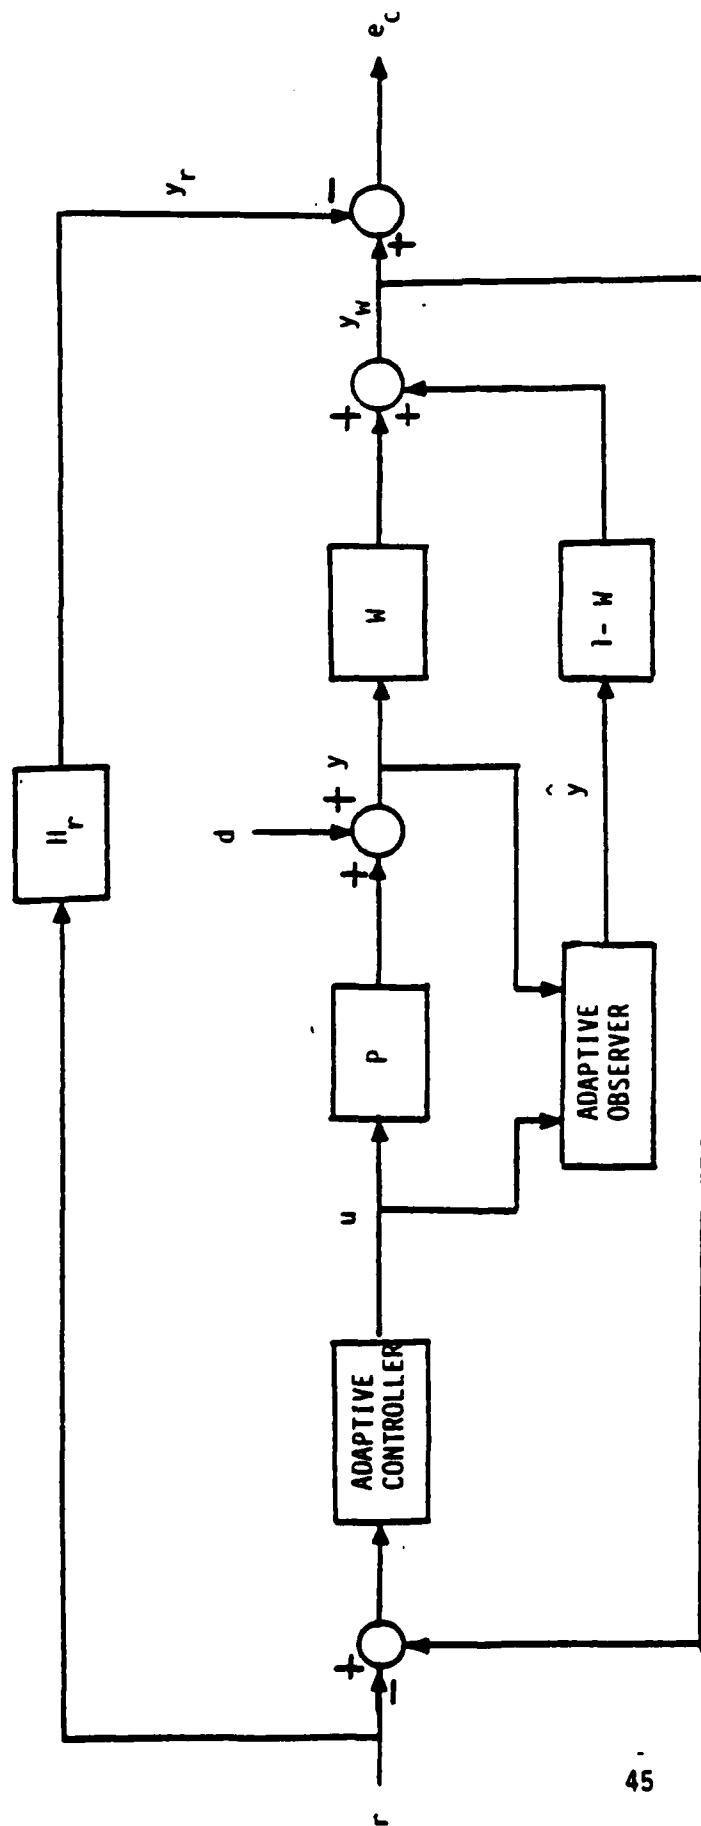 r
+
-
ADAPTIVE
CONTROLLER
u
P
+
d
+
y
W
+
+
y_w
+
-
y_r
e_c
H_r
ADAPTIVE
OBSERVER
ŷ
1-W
45